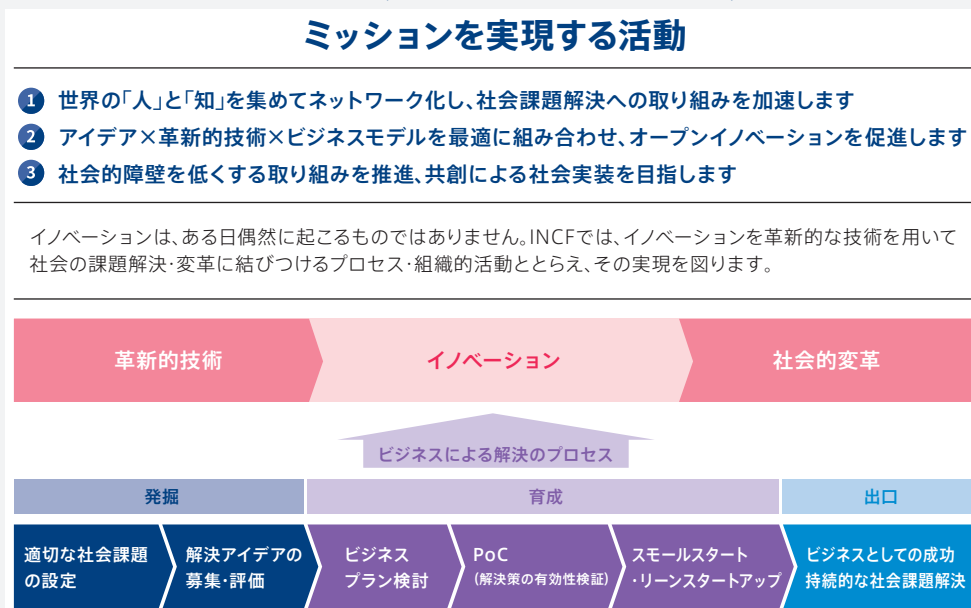 ミッションを実現する活動
1 世界の「人」と「知」を集めてネットワーク化し、社会課題解決への取り組みを加速します
2 アイデア×革新的技術×ビジネスモデルを最適に組み合わせ、オープンイノベーションを促進します
3 社会的障壁を低くする取り組みを推進、共創による社会実装を目指します
イノベーションは、ある日偶然に起こるものではありません。INCFでは、イノベーションを革新的な技術を用いて
社会の課題解決・変革に結びつけるプロセス・組織的活動ととらえ、その実現を図ります。
革新的技術
イノベーション
社会的変革
ビジネスによる解決のプロセス
発掘
育成
出口
適切な社会課題
の設定
解決アイデアの
募集・評価
ビジネス
プラン検討
PoC
(解決策の有効性検証)
スモールスタート
・リーンスタートアップ
ビジネスとしての成功
持続的な社会課題解決